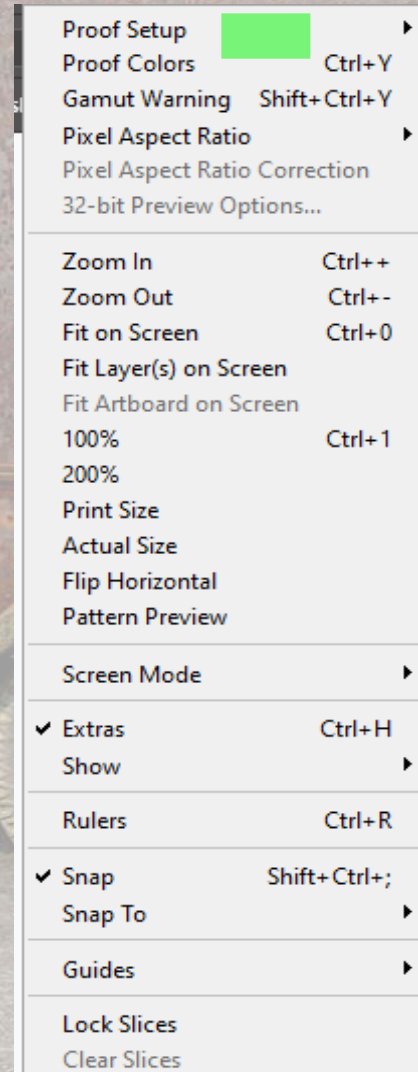 Proof Setup
Proof Colors Ctrl+Y
Gamut Warning Shift+Ctrl+Y
Pixel Aspect Ratio
Pixel Aspect Ratio Correction
32-bit Preview Options...
Zoom In Ctrl++
Zoom Out Ctrl+-
Fit on Screen Ctrl+0
Fit Layer(s) on Screen
Fit Artboard on Screen
100% Ctrl+1
200%
Print Size
Actual Size
Flip Horizontal
Pattern Preview
Screen Mode
Extras Ctrl+H
Show
Rulers Ctrl+R
Snap Shift+Ctrl+;
Snap To
Guides
Lock Slices
Clear Slices